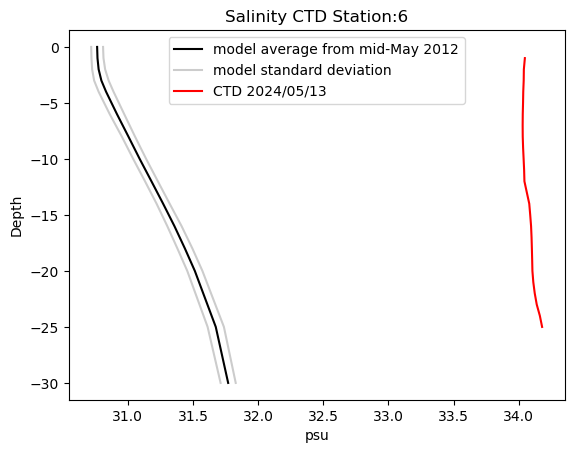 Salinity CTD Station:6
model average from mid-May 2012
model standard deviation
CTD 2024/05/13
0
−5
−10
−15
−20
−25
−30
Depth
31.0 31.5 32.0 32.5 33.0 33.5 34.0
psu